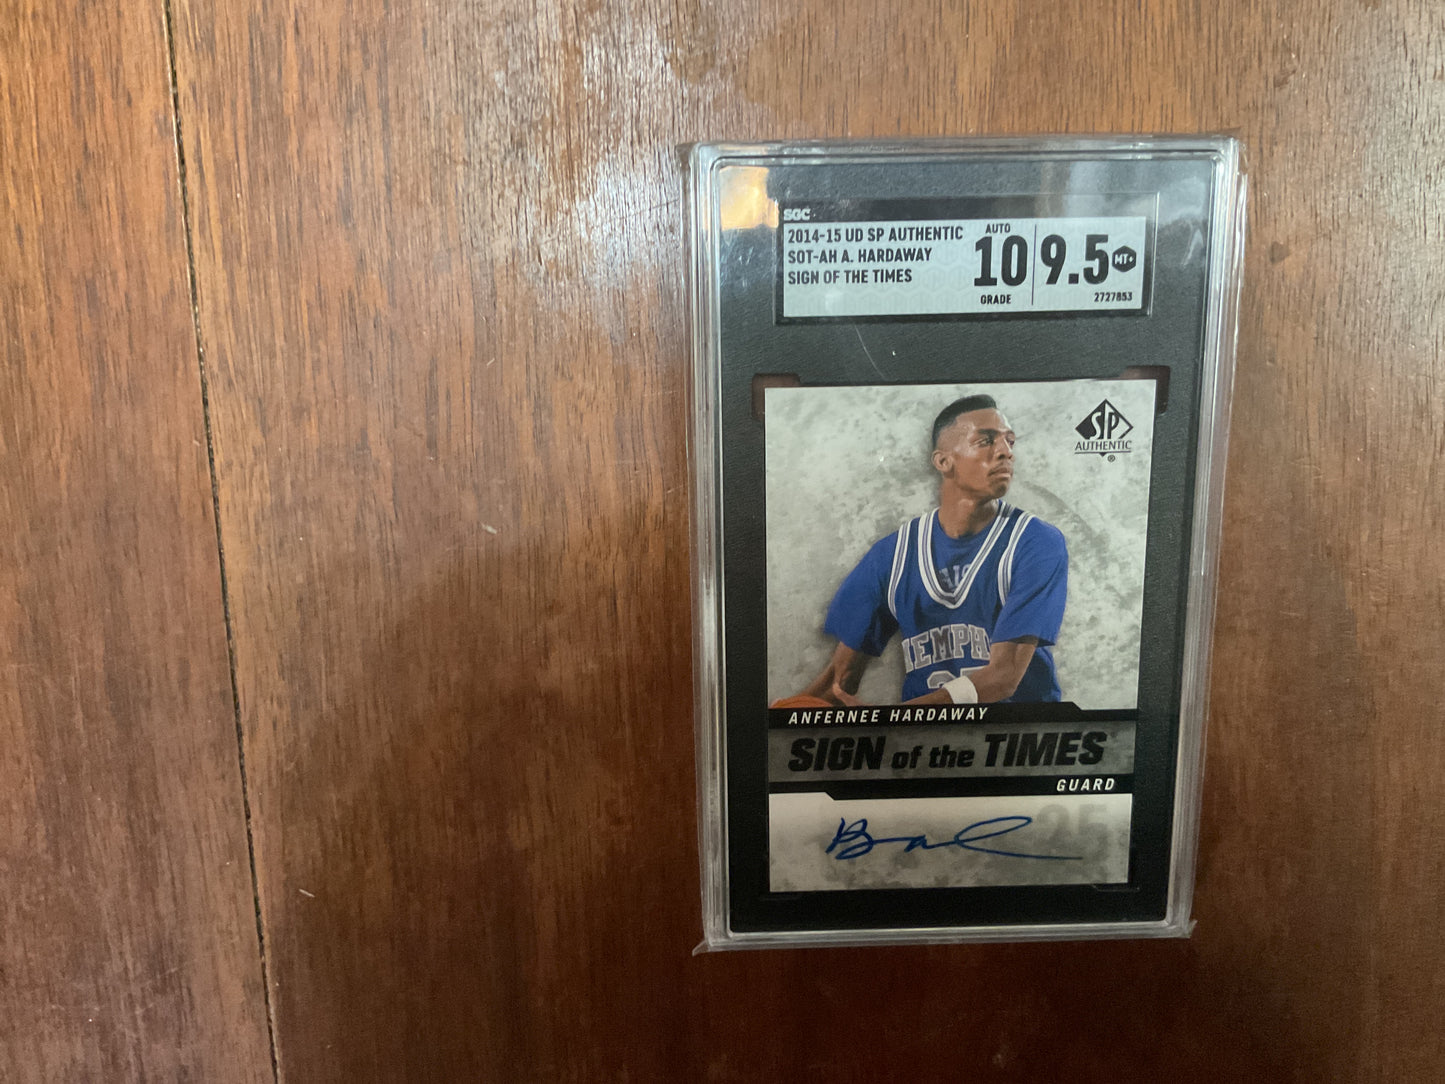 SGC
2014-15 UD SP AUTHENTIC
SOT-AH A. HARDAWAY
SIGN OF THE TIMES
AUTO
10
GRADE
9.5 MT+
2727853
SP
AUTHENTIC
®
MEMPH
ANFERNEE HARDAWAY
SIGN of the TIMES
GUARD
25